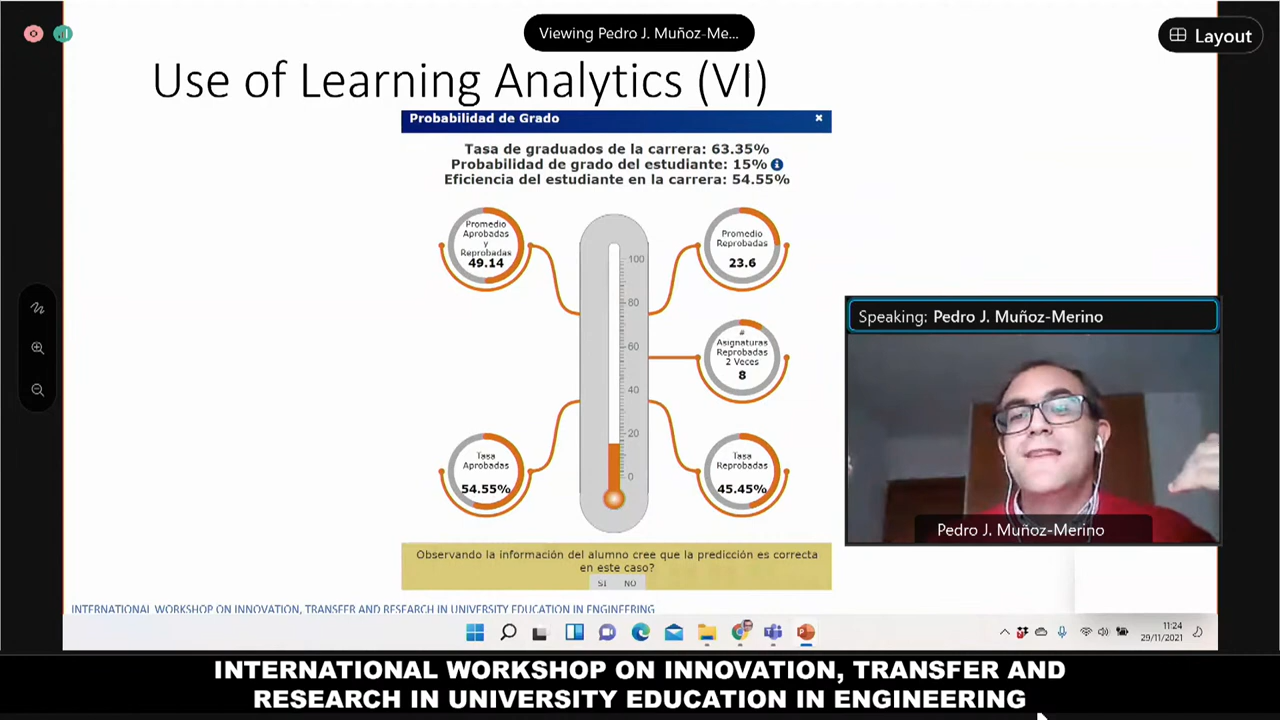 Viewing Pedro J. Muñoz-Me...
Layout
Use of Learning Analytics (VI)
Probabilidad de Grado
Tasa de graduados de la carrera: 63.35%
Probabilidad de grado del estudiante: 15%
Eficiencia del estudiante en la carrera: 54.55%
Promedio
Aprobadas
y
Reprobadas
49.14
Promedio
Reprobadas
23.6
100
80
60
40
20
0
#
Asignaturas
Reprobadas
2 Veces
8
Tasa
Aprobadas
54.55%
Tasa
Reprobadas
45.45%
Speaking: Pedro J. Muñoz-Merino
Pedro J. Muñoz-Merino
Observando la información del alumno cree que la predicción es correcta
en este caso?
SI NO
INTERNATIONAL WORKSHOP ON INNOVATION, TRANSFER AND RESEARCH IN UNIVERSITY EDUCATION IN ENGINEERING
11:24
29/11/2021
INTERNATIONAL WORKSHOP ON INNOVATION, TRANSFER AND
RESEARCH IN UNIVERSITY EDUCATION IN ENGINEERING